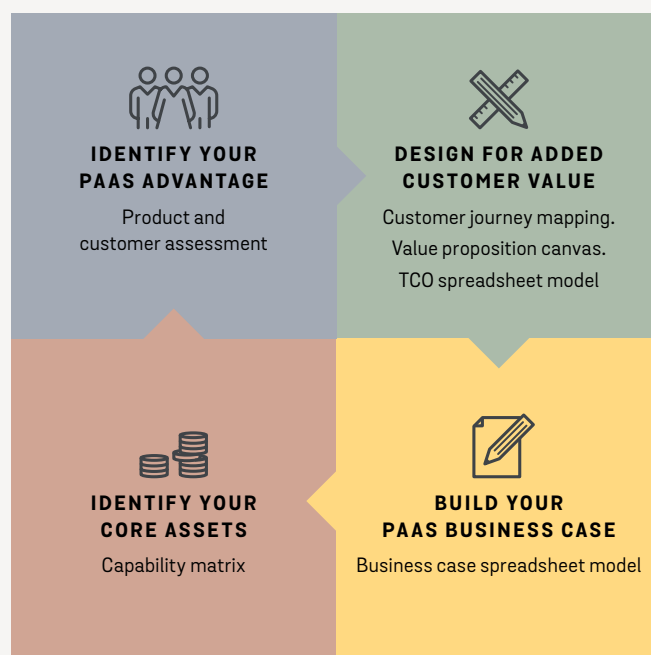 IDENTIFY YOUR
PAAS ADVANTAGE
Product and
customer assessment
DESIGN FOR ADDED
CUSTOMER VALUE
Customer journey mapping.
Value proposition canvas.
TCO spreadsheet model
IDENTIFY YOUR
CORE ASSETS
Capability matrix
BUILD YOUR
PAAS BUSINESS CASE
Business case spreadsheet model